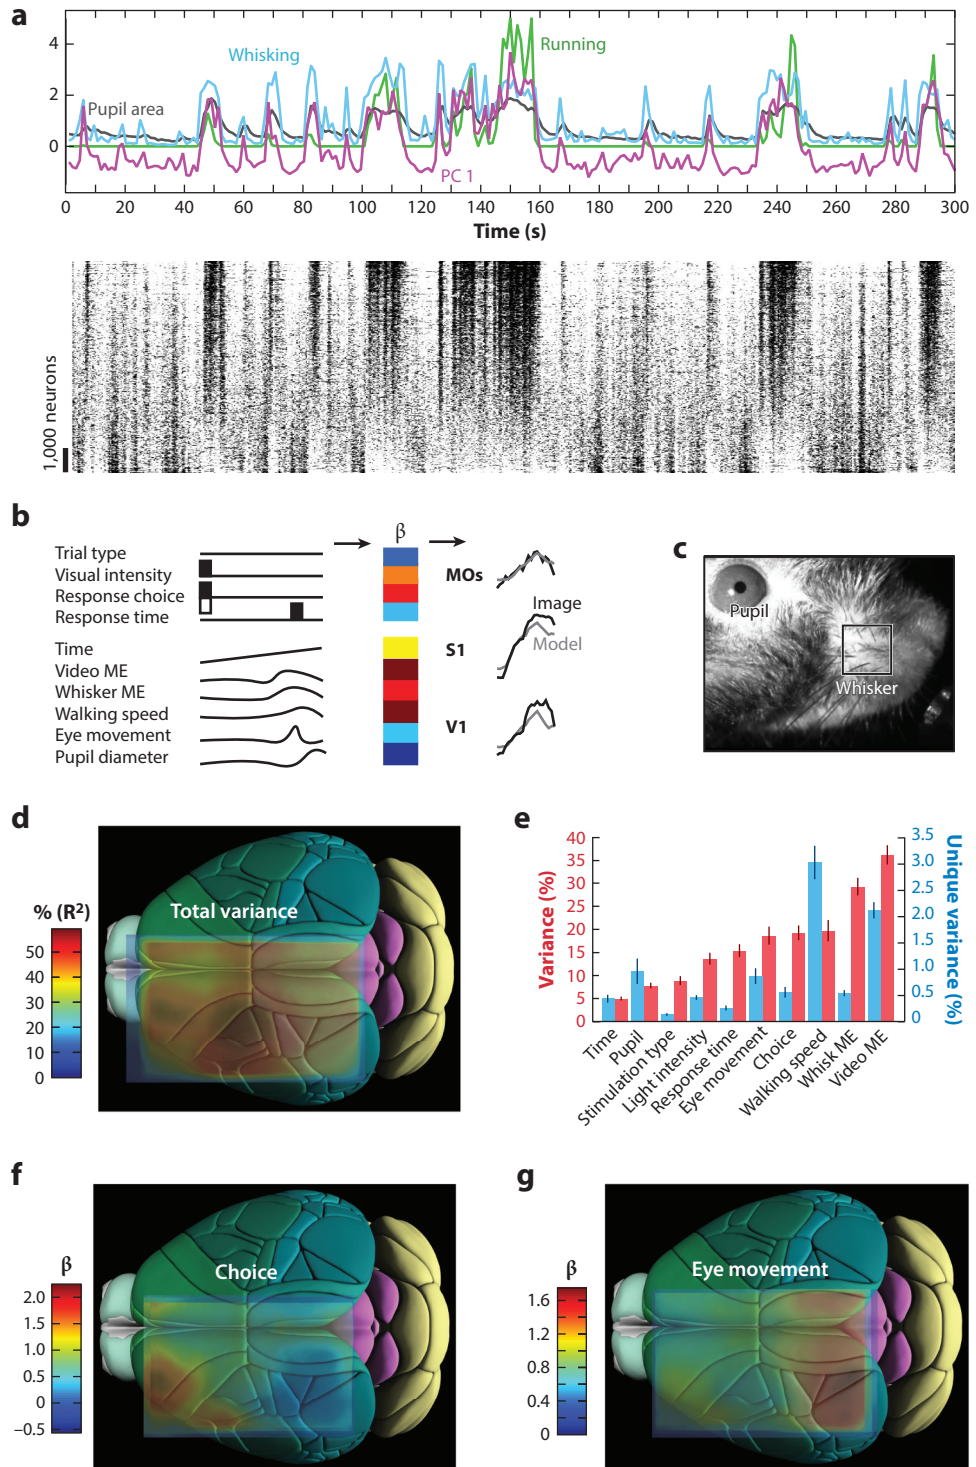 a
4
2
0
Whisking
Running
Pupil area
PC 1
0 20 40 60 80 100 120 140 160 180 200 220 240 260 280 300
Time (s)
1,000 neurons
b
β
Trial type
Visual intensity
Response choice
Response time
Time
Video ME
Whisker ME
Walking speed
Eye movement
Pupil diameter
MOs
Image
Model
S1
V1
c
Pupil
Whisker
d
% (R²)
50
40
30
20
10
0
Total variance
e
Variance (%)
40
35
30
25
20
15
10
5
0
3.5
3.0
2.5
2.0
1.5
1.0
0.5
0
Unique variance (%)
Time
Pupil
Stimulation type
Light intensity
Response time
Eye movement
Choice
Walking speed
Whisk ME
Video ME
f
β
2.0
1.5
1.0
0.5
0
−0.5
Choice
g
β
1.6
1.2
0.8
0.4
0
Eye movement